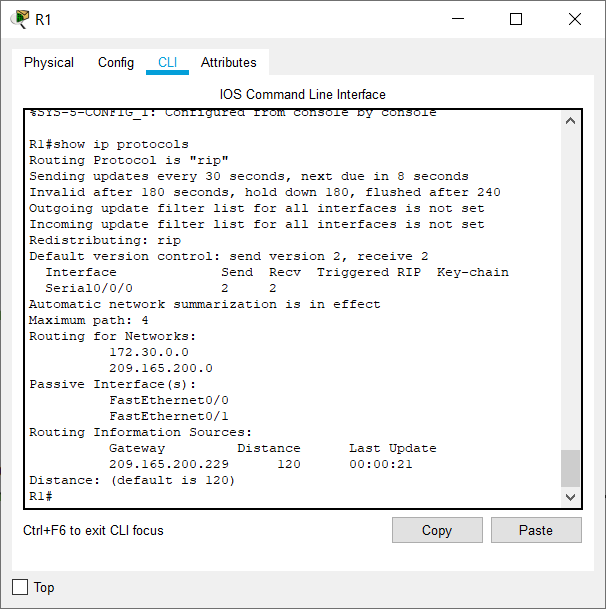 R1
Physical Config CLI Attributes
IOS Command Line Interface
%SYS-5-CONFIG_I: Configured from console by console
R1#show ip protocols
Routing Protocol is "rip"
Sending updates every 30 seconds, next due in 8 seconds
Invalid after 180 seconds, hold down 180, flushed after 240
Outgoing update filter list for all interfaces is not set
Incoming update filter list for all interfaces is not set
Redistributing: rip
Default version control: send version 2, receive 2
  Interface             Send  Recv  Triggered RIP  Key-chain
  Serial0/0/0           2     2
Automatic network summarization is in effect
Maximum path: 4
Routing for Networks:
          172.30.0.0
          209.165.200.0
Passive Interface(s):
          FastEthernet0/0
          FastEthernet0/1
Routing Information Sources:
          Gateway         Distance      Last Update
          209.165.200.229      120      00:00:21
Distance: (default is 120)
R1#
Ctrl+F6 to exit CLI focus
Copy Paste
Top